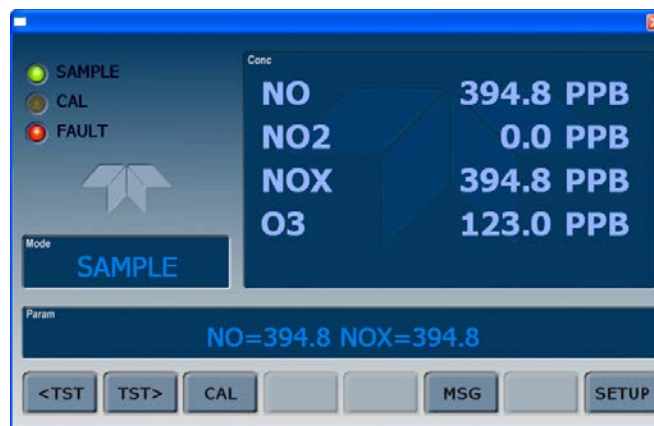 SAMPLE
CAL
FAULT
Conc
NO 394.8 PPB
NO2 0.0 PPB
NOX 394.8 PPB
O3 123.0 PPB
Mode
SAMPLE
Param
NO=394.8 NOX=394.8
<TST TST> CAL MSG SETUP